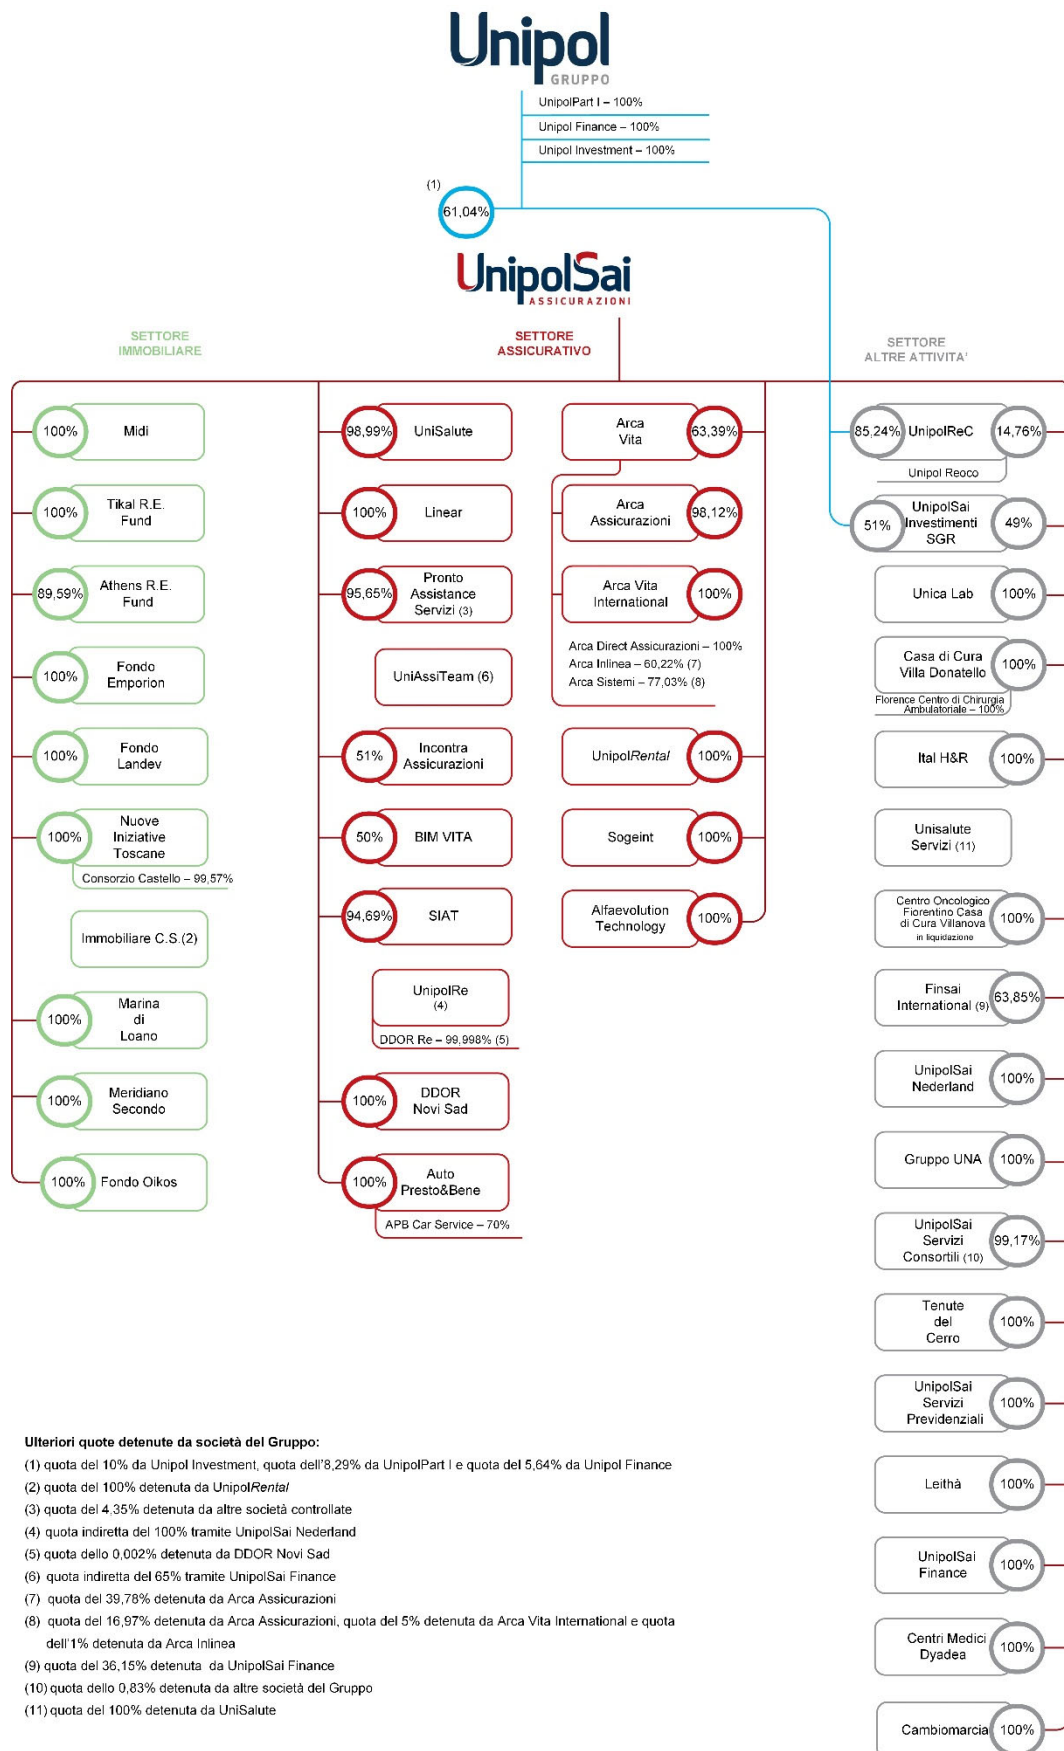 Unipol
GRUPPO
UnipolPart I – 100%
Unipol Finance – 100%
Unipol Investment – 100%
(1)
61,04%
UnipolSai
ASSICURAZIONI
SETTORE
IMMOBILIARE
SETTORE
ASSICURATIVO
SETTORE
ALTRE ATTIVITA'
100%
Midi
100%
Tikal R.E.
Fund
89,59%
Athens R.E.
Fund
100%
Fondo
Emporion
100%
Fondo
Landev
100%
Nuove
Iniziative
Toscane
Consorzio Castello – 99,57%
Immobiliare C.S.(2)
100%
Marina
di
Loano
100%
Meridiano
Secondo
100%
Fondo Oikos
98,99%
UniSalute
100%
Linear
95,65%
Pronto
Assistance
Servizi (3)
UniAssiTeam (6)
51%
Incontra
Assicurazioni
50%
BIM VITA
94,69%
SIAT
UnipolRe
(4)
DDOR Re – 99,998% (5)
100%
DDOR
Novi Sad
100%
Auto
Presto&Bene
APB Car Service – 70%
Arca
Vita
63,39%
Arca
Assicurazioni
98,12%
Arca Vita
International
100%
Arca Direct Assicurazioni – 100%
Arca Inlinea – 60,22% (7)
Arca Sistemi – 77,03% (8)
UnipolRental
100%
Sogeint
100%
Alfaevolution
Technology
100%
85,24%
UnipolReC
14,76%
Unipol Reoco
51%
UnipolSai
Investimenti
SGR
49%
Unica Lab
100%
Casa di Cura
Villa Donatello
100%
Florence Centro di Chirurgia
Ambulatoriale – 100%
Ital H&R
100%
Unisalute
Servizi (11)
Centro Oncologico
Fiorentino Casa
di Cura Villanova
in liquidazione
100%
Finsai
International (9)
63,85%
UnipolSai
Nederland
100%
Gruppo UNA
100%
UnipolSai
Servizi
Consortili (10)
99,17%
Tenute
del
Cerro
100%
UnipolSai
Servizi
Previdenziali
100%
Leithà
100%
UnipolSai
Finance
100%
Centri Medici
Dyadea
100%
Cambiomarcia
100%
Ulteriori quote detenute da società del Gruppo:
(1) quota del 10% da Unipol Investment, quota dell'8,29% da UnipolPart I e quota del 5,64% da Unipol Finance
(2) quota del 100% detenuta da UnipolRental
(3) quota del 4,35% detenuta da altre società controllate
(4) quota indiretta del 100% tramite UnipolSai Nederland
(5) quota dello 0,002% detenuta da DDOR Novi Sad
(6) quota indiretta del 65% tramite UnipolSai Finance
(7) quota del 39,78% detenuta da Arca Assicurazioni
(8) quota del 16,97% detenuta da Arca Assicurazioni, quota del 5% detenuta da Arca Vita International e quota
dell'1% detenuta da Arca Inlinea
(9) quota del 36,15% detenuta da UnipolSai Finance
(10) quota dello 0,83% detenuta da altre società del Gruppo
(11) quota del 100% detenuta da UniSalute